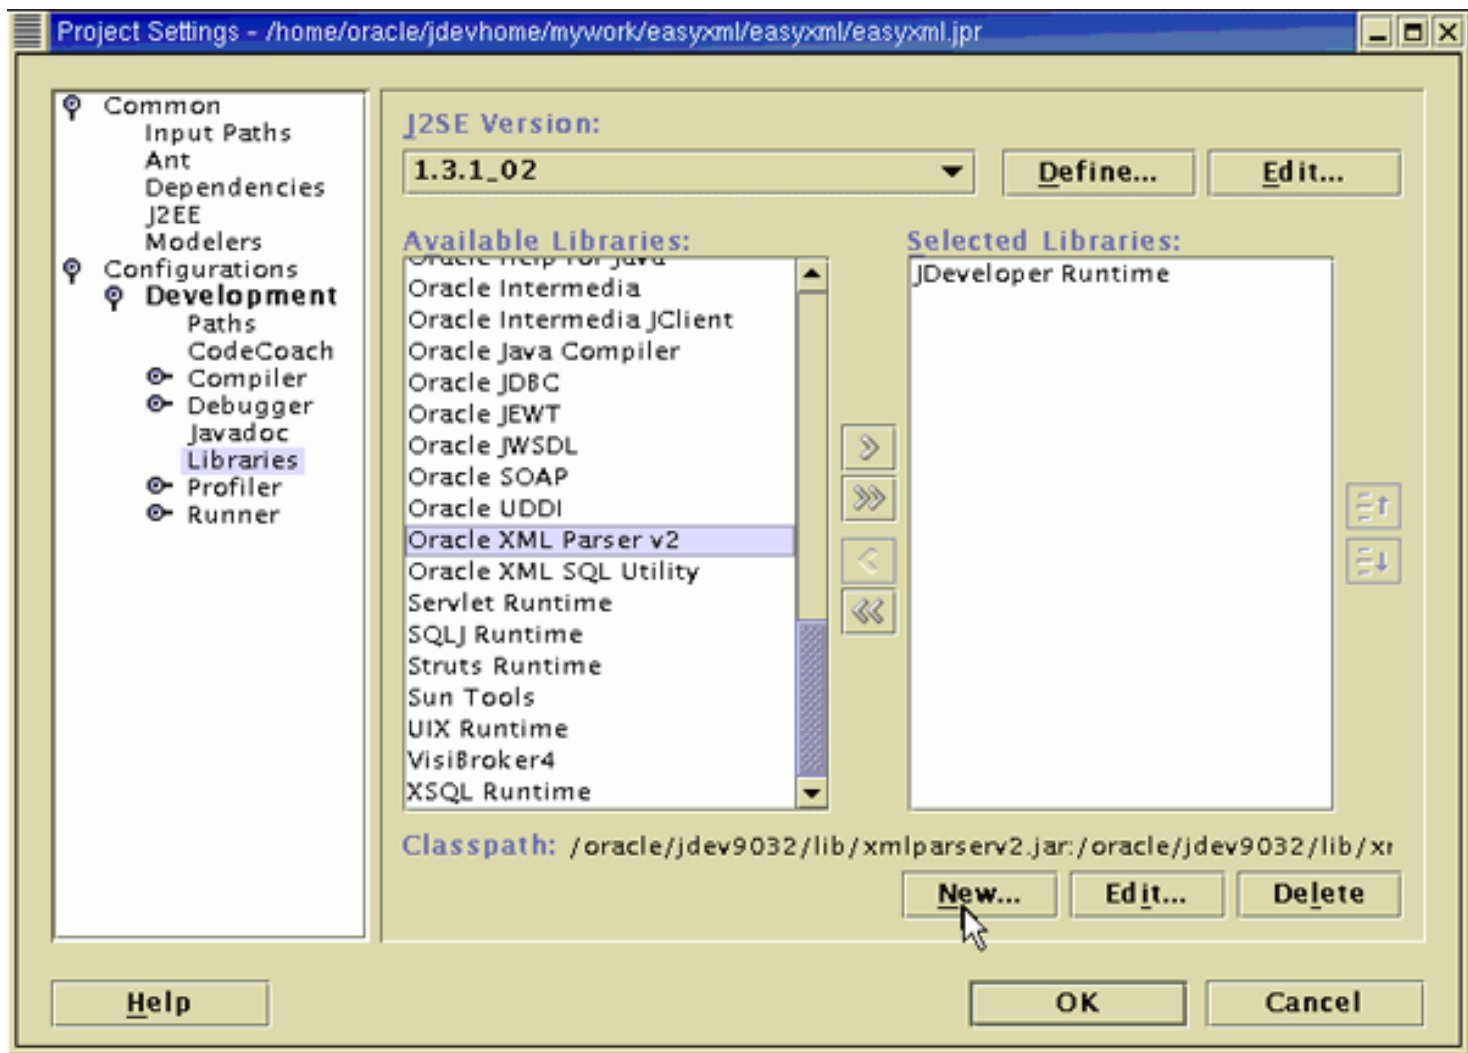 Project Settings - /home/oracle/jdevhome/mywork/easyxml/easyxml/easyxml.jpr
Common
Input Paths
Ant
Dependencies
J2EE
Modelers
Configurations
Development
Paths
CodeCoach
Compiler
Debugger
Javadoc
Libraries
Profiler
Runner
J2SE Version:
1.3.1_02
Define...
Edit...
Available Libraries:
Oracle Help for Java
Oracle Intermedia
Oracle Intermedia JClient
Oracle Java Compiler
Oracle JDBC
Oracle JEWT
Oracle JWSDL
Oracle SOAP
Oracle UDDI
Oracle XML Parser v2
Oracle XML SQL Utility
Servlet Runtime
SQLJ Runtime
Struts Runtime
Sun Tools
UIX Runtime
VisiBroker4
XSQL Runtime
Selected Libraries:
JDeveloper Runtime
Classpath: /oracle/jdev9032/lib/xmlparserv2.jar:/oracle/jdev9032/lib/
New...
Edit...
Delete
Help
OK
Cancel